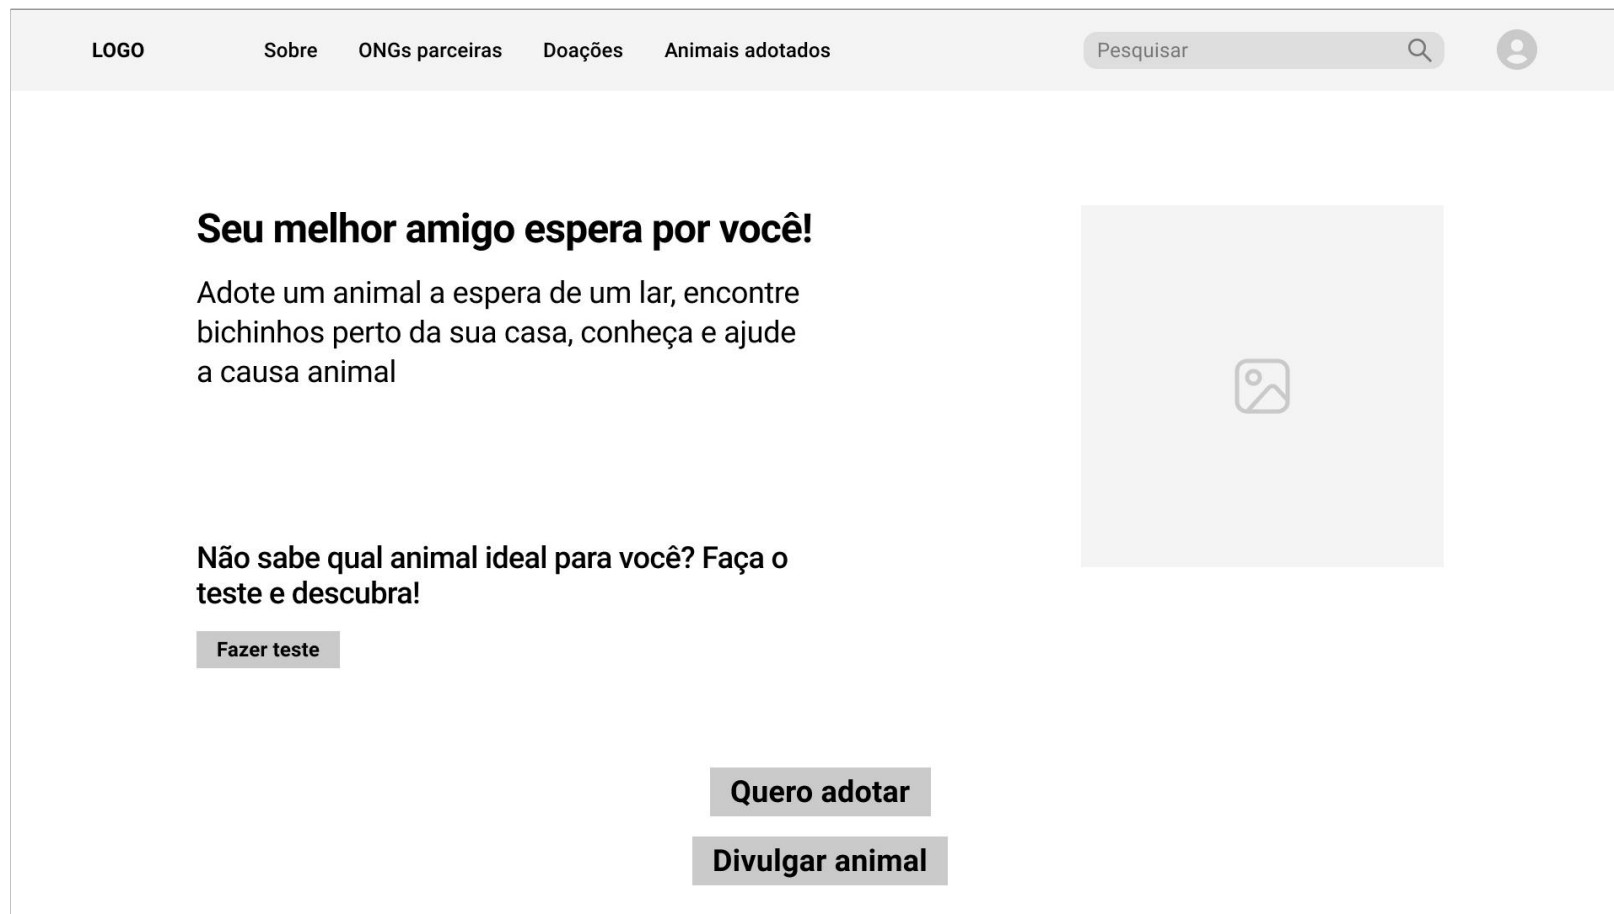 LOGO
Sobre
ONGs parceiras
Doações
Animais adotados
Pesquisar
Seu melhor amigo espera por você!
Adote um animal a espera de um lar, encontre
bichinhos perto da sua casa, conheça e ajude
a causa animal
Não sabe qual animal ideal para você? Faça o
teste e descubra!
Fazer teste
Quero adotar
Divulgar animal